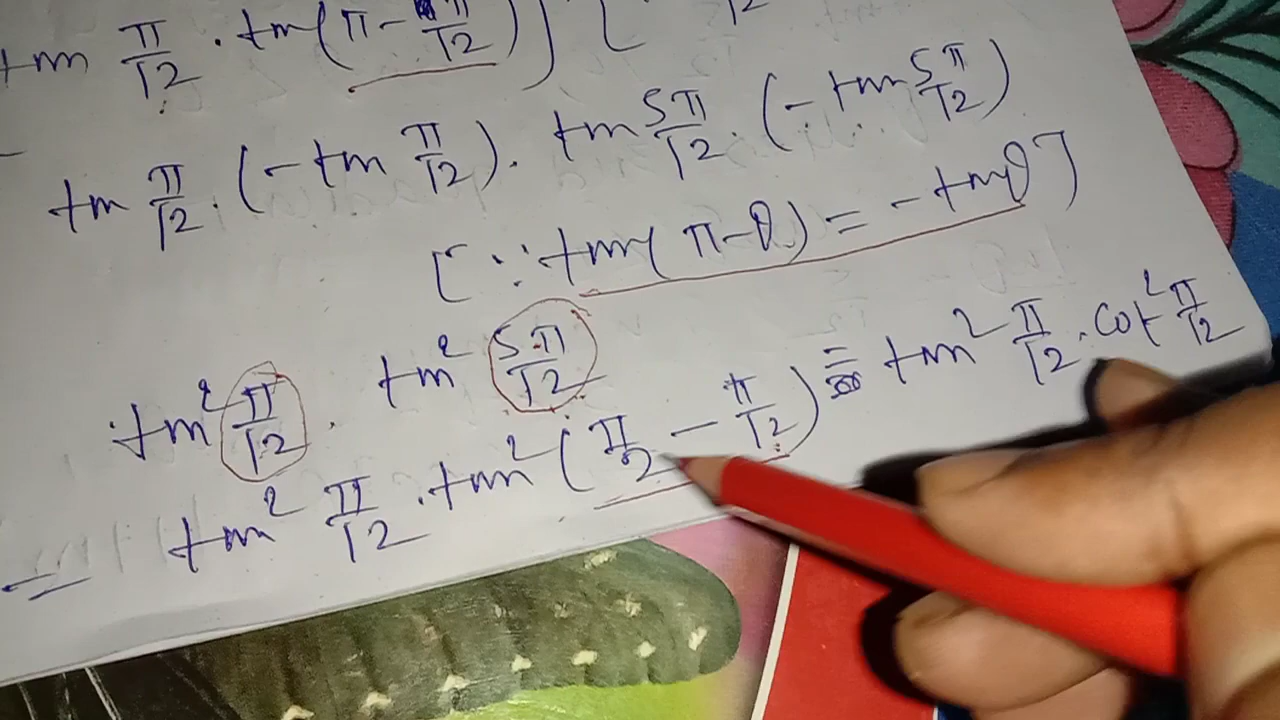 tan π/12 . tan(π − π/12) ] [ 12
tan π/12 . (− tan π/12) . tan 5π/12 . (− tan 5π/12)
[∵ tan(π−θ) = − tanθ]
tan² π/12 . tan² 5π/12
tan² π/12 . tan² (π/2 − π/12) = tan² π/12 . cot² π/12
=